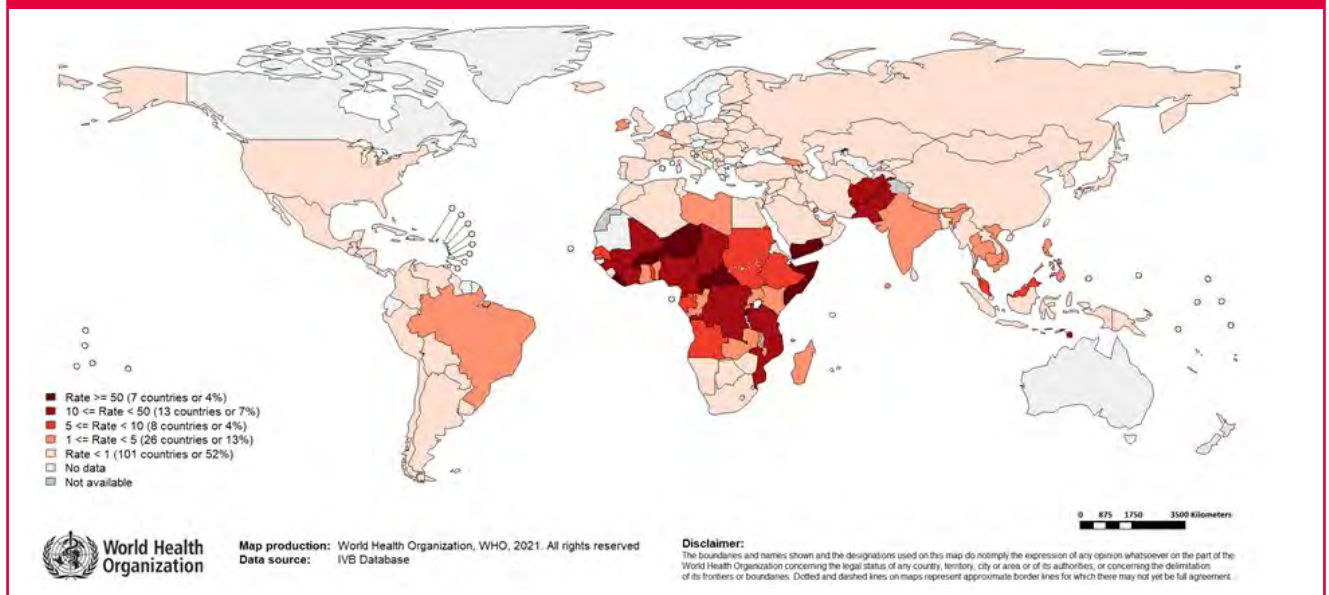 Rate >= 50 (7 countries or 4%)
10 <= Rate < 50 (13 countries or 7%)
5 <= Rate < 10 (8 countries or 4%)
1 <= Rate < 5 (26 countries or 13%)
Rate < 1 (101 countries or 52%)
No data
Not available
0 875 1750 3500 Kilometers
World Health
Organization
Map production: World Health Organization, WHO, 2021. All rights reserved
Data source: IVB Database
Disclaimer:
The boundaries and names shown and the designations used on this map do notimply the expression of any opinion whatsoever on the part of the
World Health Organization concerning the legal status of any country, territory, city or area or of its authorities, or concerning the delimitation
of its frontiers or boundaries. Dotted and dashed lines on maps represent approximate border lines for which there may not yet be full agreement.